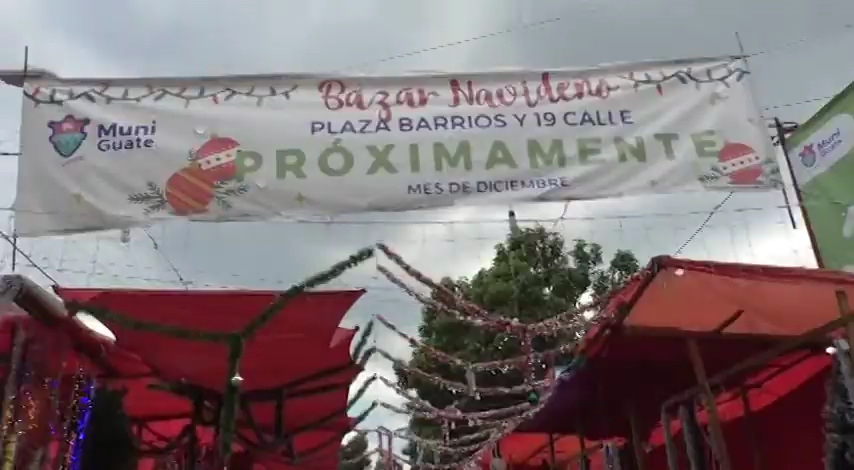 Bazar Navideño
Muni
Guate
PLAZA BARRIOS Y 19 CALLE
PRÓXIMAMENTE
MES DE DICIEMBRE
Muni
Guate